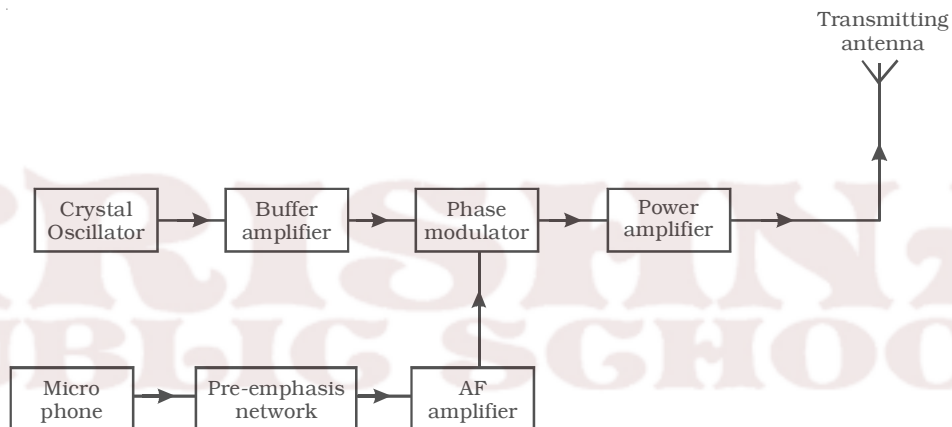 Transmitting
antenna
Crystal
Oscillator
Buffer
amplifier
Phase
modulator
Power
amplifier
Micro
phone
Pre-emphasis
network
AF
amplifier